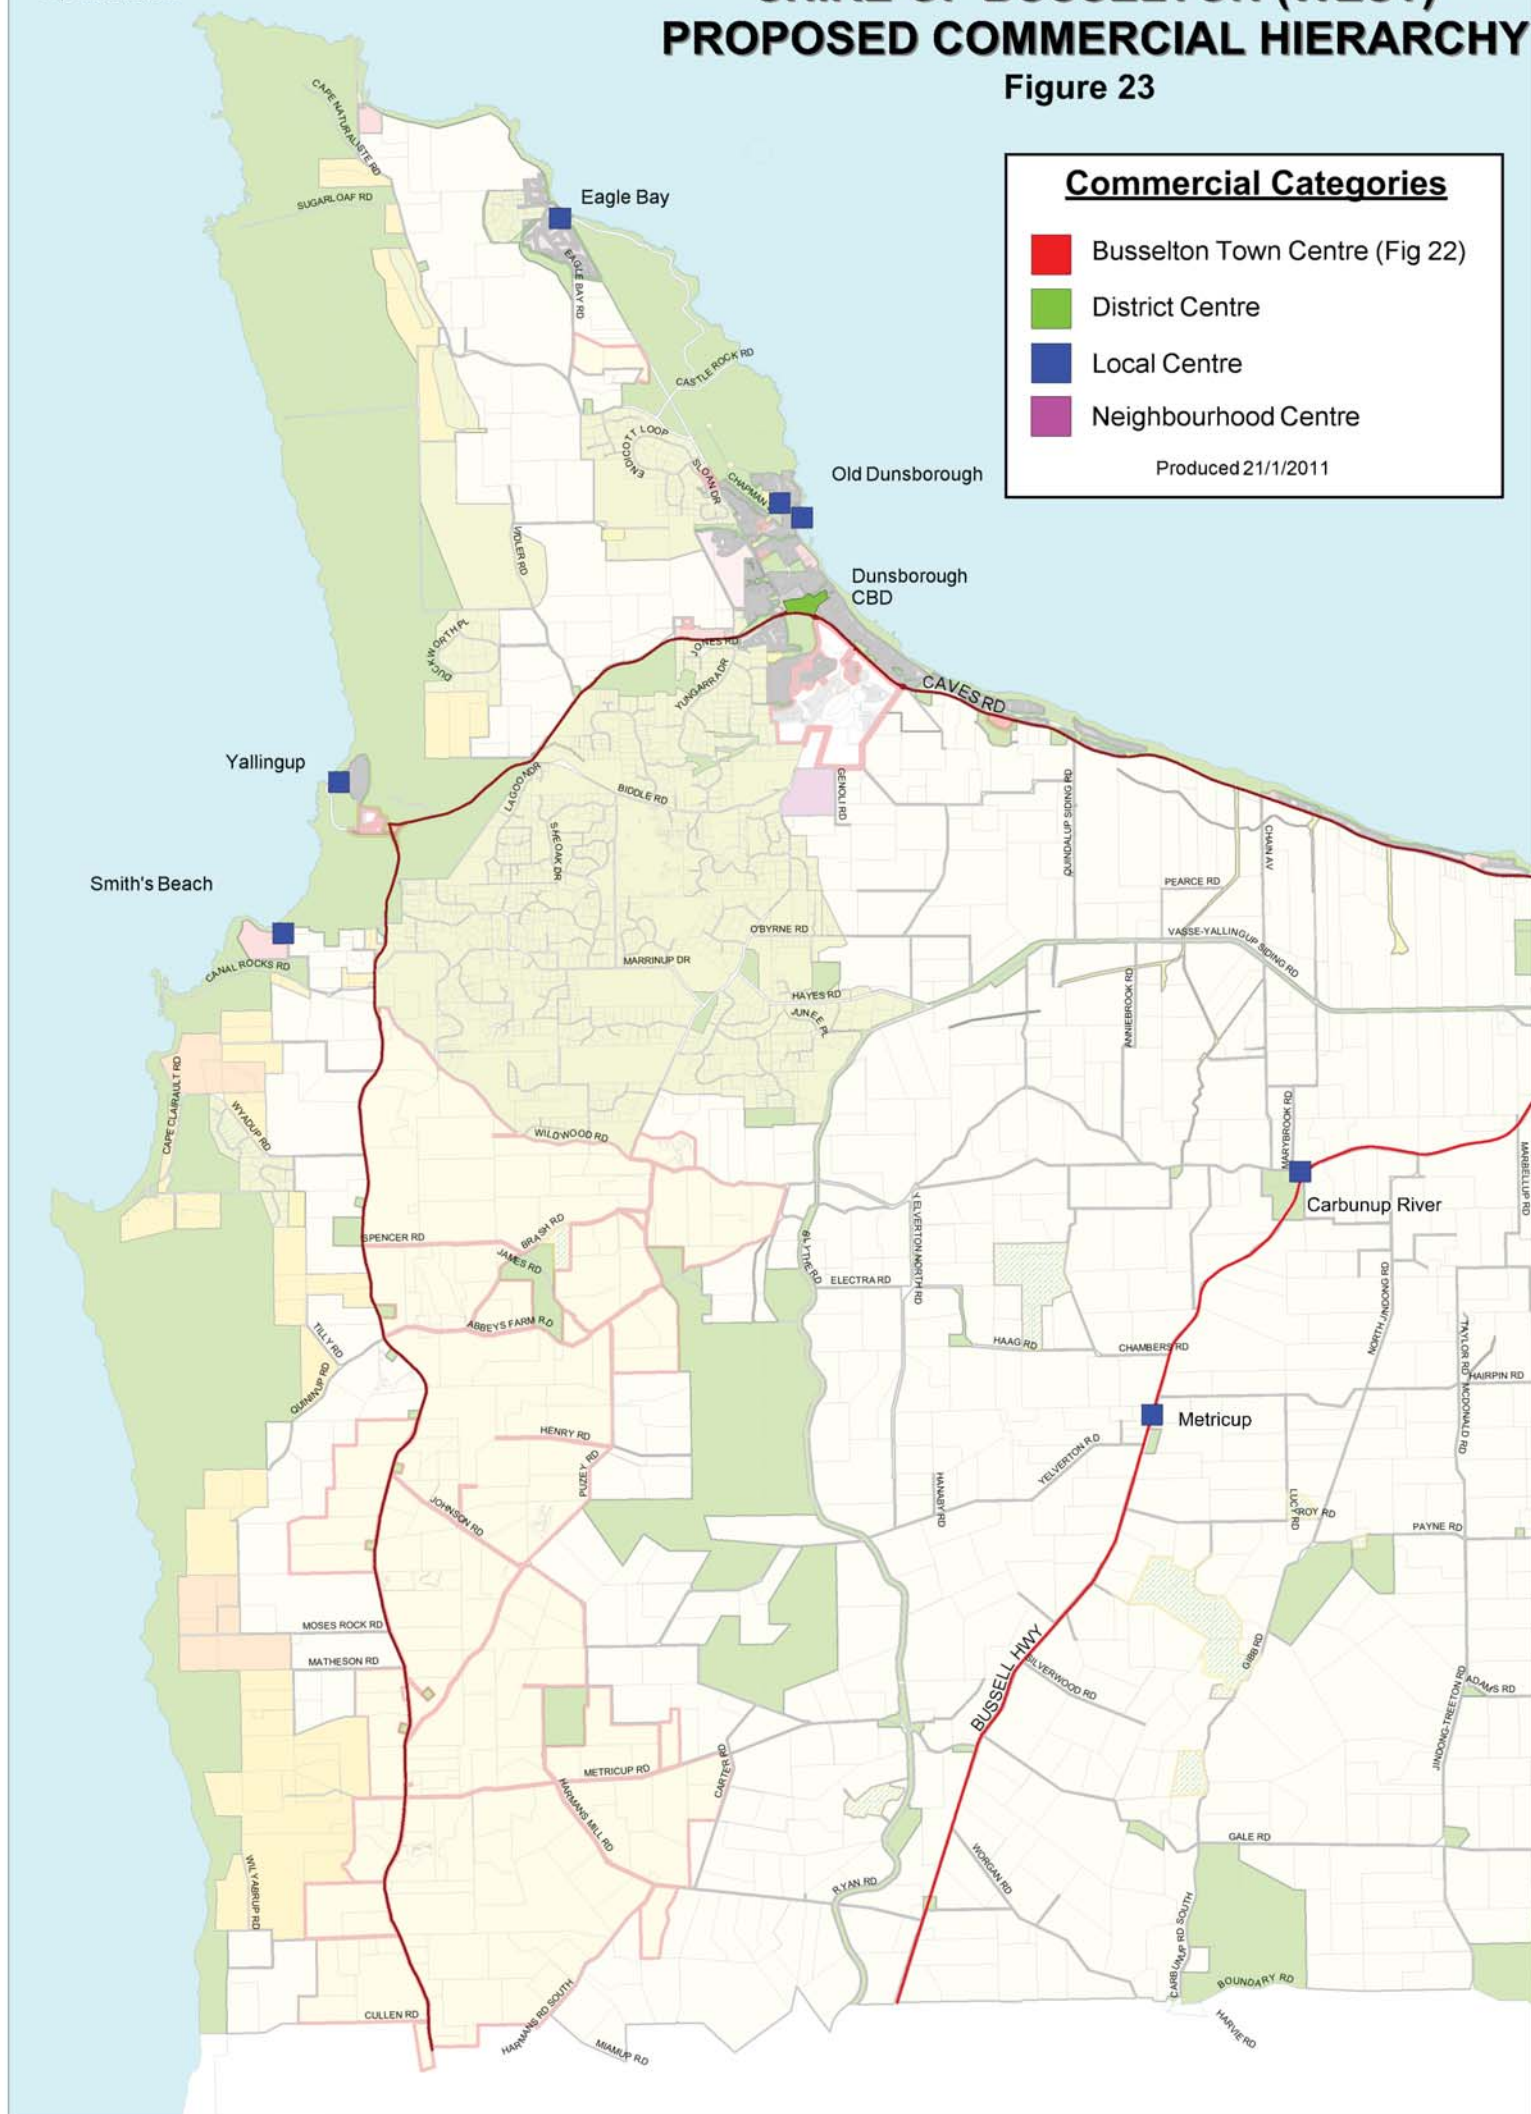 PROPOSED COMMERCIAL HIERARCHY
Figure 23
Commercial Categories
Busselton Town Centre (Fig 22)
District Centre
Local Centre
Neighbourhood Centre
Produced 21/1/2011
CAPE NATURALISTE RD
SUGARLOAF RD
Eagle Bay
EAGLE BAY RD
CASTLE ROCK RD
ENDICOTT LOOP
SLOAN DR
CHAPMAN
Old Dunsborough
VIDLER RD
Dunsborough
CBD
DUCKWORTH PL
JONES RD
YUNGARRA DR
CAVES RD
Yallingup
LAGOON DR
BIDDLE RD
GENOLI RD
QUINDALUP SIDING RD
SHEOAK DR
CHAIN AV
Smith's Beach
PEARCE RD
O'BYRNE RD
VASSE-YALLINGUP SIDING RD
CANAL ROCKS RD
MARRINUP DR
ANNIEBROOK RD
HAYES RD
JUNEE PL
CAPE CLAIRAULT RD
WYADUP RD
WILDWOOD RD
MARYBROOK RD
MARBELLUP RD
Carbunup River
YELVERTON NORTH RD
SPENCER RD
BRASH RD
JAMES RD
BLYTHE RD
ELECTRA RD
NORTH JINDONG RD
TILLY RD
ABBEYS FARM RD
HAAG RD
CHAMBERS RD
TAYLOR RD
HAIRPIN RD
QUININUP RD
MCDONALD RD
Metricup
HENRY RD
PUZEY RD
YELVERTON RD
HANABY RD
JOHNSON RD
LUCY RD
ROY RD
PAYNE RD
MOSES ROCK RD
MATHESON RD
BUSSELL HWY
SILVERWOOD RD
GIBB RD
ADAMS RD
JINDONG-TREETON RD
METRICUP RD
CARTER RD
HARMANS MILL RD
GALE RD
WILYABRUP RD
RYAN RD
WORGAN RD
CARBUNUP RD SOUTH
BOUNDARY RD
CULLEN RD
HARMANS RD SOUTH
MIAMUP RD
HARVIE RD